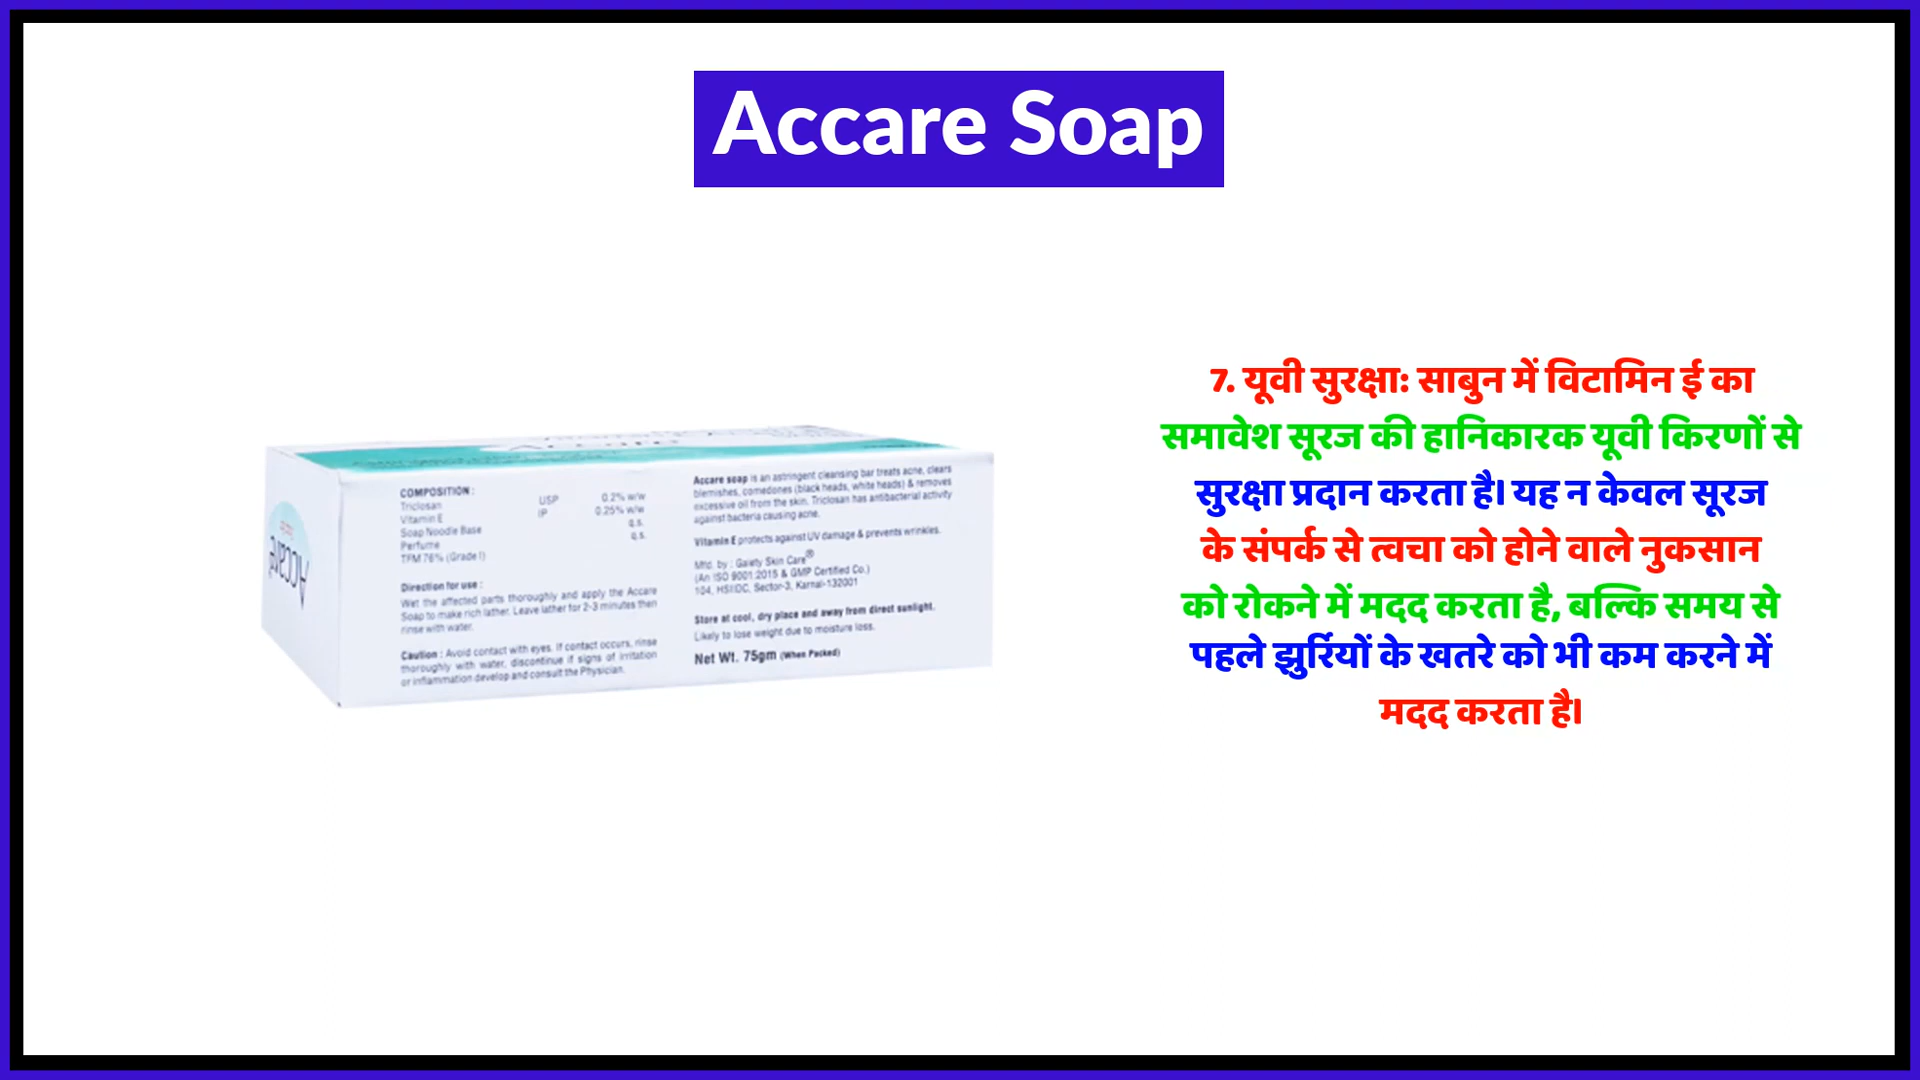 Accare Soap
7. यूवी सुरक्षा: साबुन में विटामिन ई का
समावेश सूरज की हानिकारक यूवी किरणों से
सुरक्षा प्रदान करता है। यह न केवल सूरज
के संपर्क से त्वचा को होने वाले नुकसान
को रोकने में मदद करता है, बल्कि समय से
पहले झुर्रियों के खतरे को भी कम करने में
मदद करता है।
Accare
COMPOSITION :
Triclosan USP 0.2% w/w
Vitamin E IP 0.25% w/w
Soap Noodle Base q.s.
Perfume q.s.
TFM 76% (Grade I)
Direction for use :
Wet the affected parts thoroughly and apply the Accare
Soap to make rich lather. Leave lather for 2-3 minutes then
rinse with water.
Caution : Avoid contact with eyes. If contact occurs, rinse
thoroughly with water, discontinue if signs of irritation
or inflammation develop and consult the Physician.
Accare soap is an astringent cleansing bar treats acne, clears
blemishes, comedones (black heads, white heads) & removes
excessive oil from the skin. Triclosan has antibacterial activity
against bacteria causing acne.
Vitamin E protects against UV damage & prevents wrinkles.
Mfd. by : Gaiety Skin Care®
(An ISO 9001:2015 & GMP Certified Co.)
104, HSIIDC, Sector-3, Karnal-132001
Store at cool, dry place and away from direct sunlight.
Likely to lose weight due to moisture loss.
Net Wt. 75gm (When Packed)